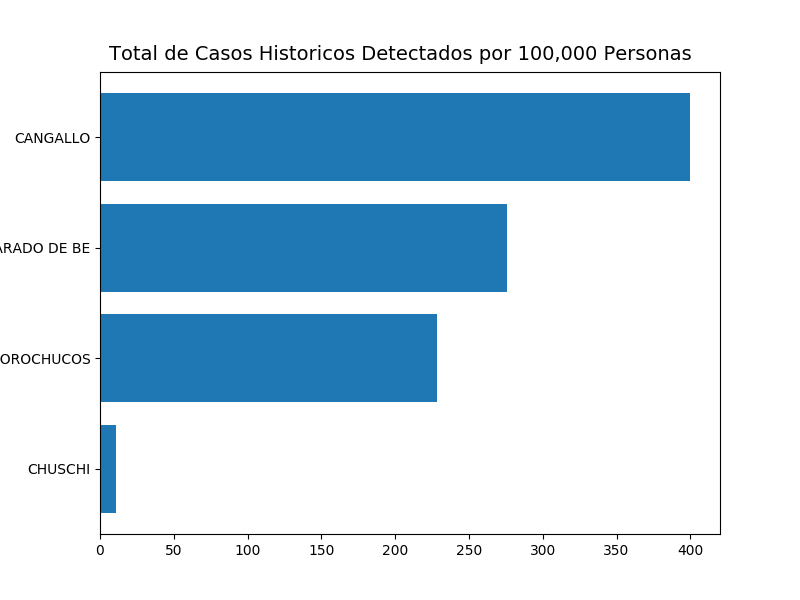 Total de Casos Historicos Detectados por 100,000 Personas
CANGALLO
ARADO DE BE
OROCHUCOS
CHUSCHI
0 50 100 150 200 250 300 350 400